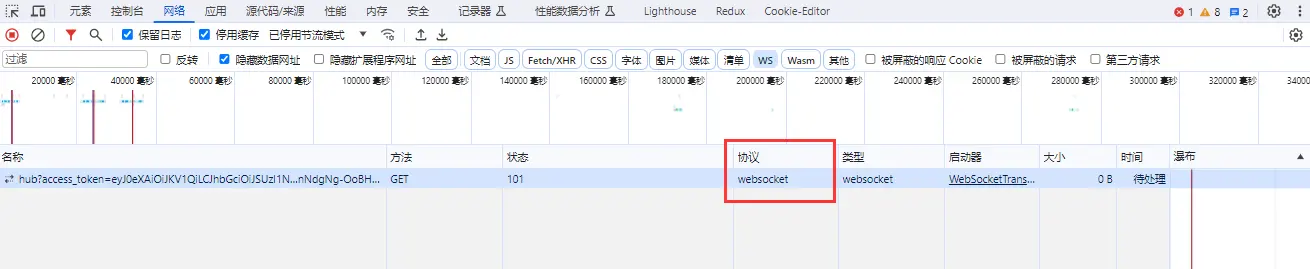 元素 控制台 网络 应用 源代码/来源 性能 内存 安全 记录器 性能数据分析 Lighthouse Redux Cookie-Editor 1 8 2
保留日志 停用缓存 已停用节流模式
过滤 反转 隐藏数据网址 隐藏扩展程序网址 全部 文档 JS Fetch/XHR CSS 字体 图片 媒体 清单 WS Wasm 其他 被屏蔽的响应 Cookie 被屏蔽的请求 第三方请求
20000 毫秒 40000 毫秒 60000 毫秒 80000 毫秒 100000 毫秒 120000 毫秒 140000 毫秒 160000 毫秒 180000 毫秒 200000 毫秒 220000 毫秒 240000 毫秒 260000 毫秒 280000 毫秒 300000 毫秒 320000 毫秒 34000
名称 方法 状态 协议 类型 启动器 大小 时间 瀑布
hub?access_token=eyJ0eXAiOiJKV1QiLCJhbGciOiJSUzI1N...nNdgNg-OoBH... GET 101 websocket websocket WebSocketTrans... 0 B 待处理